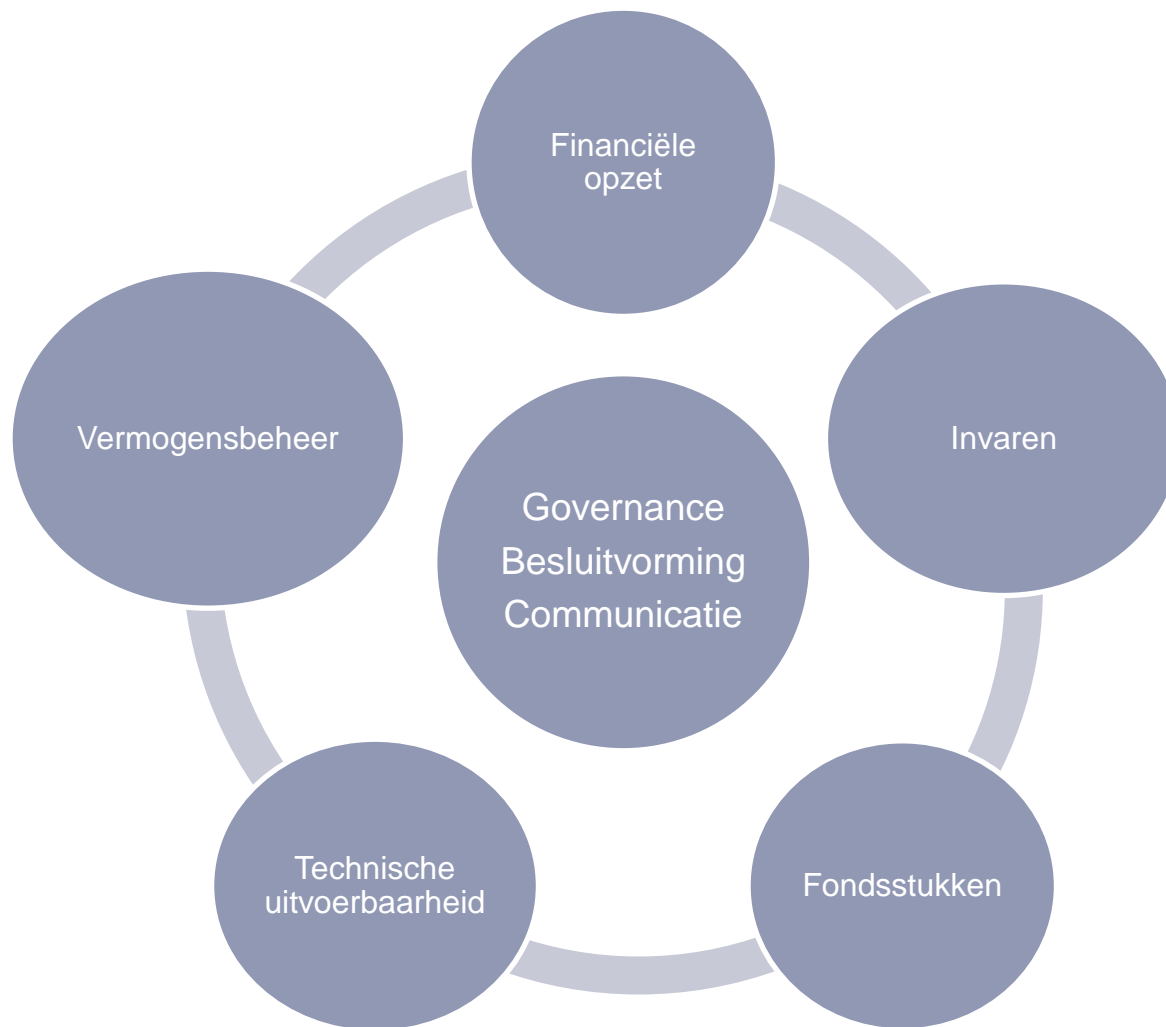 Financiële
opzet
Vermogensbeheer
Invaren
Governance
Besluitvorming
Communicatie
Technische
uitvoerbaarheid
Fondsstukken